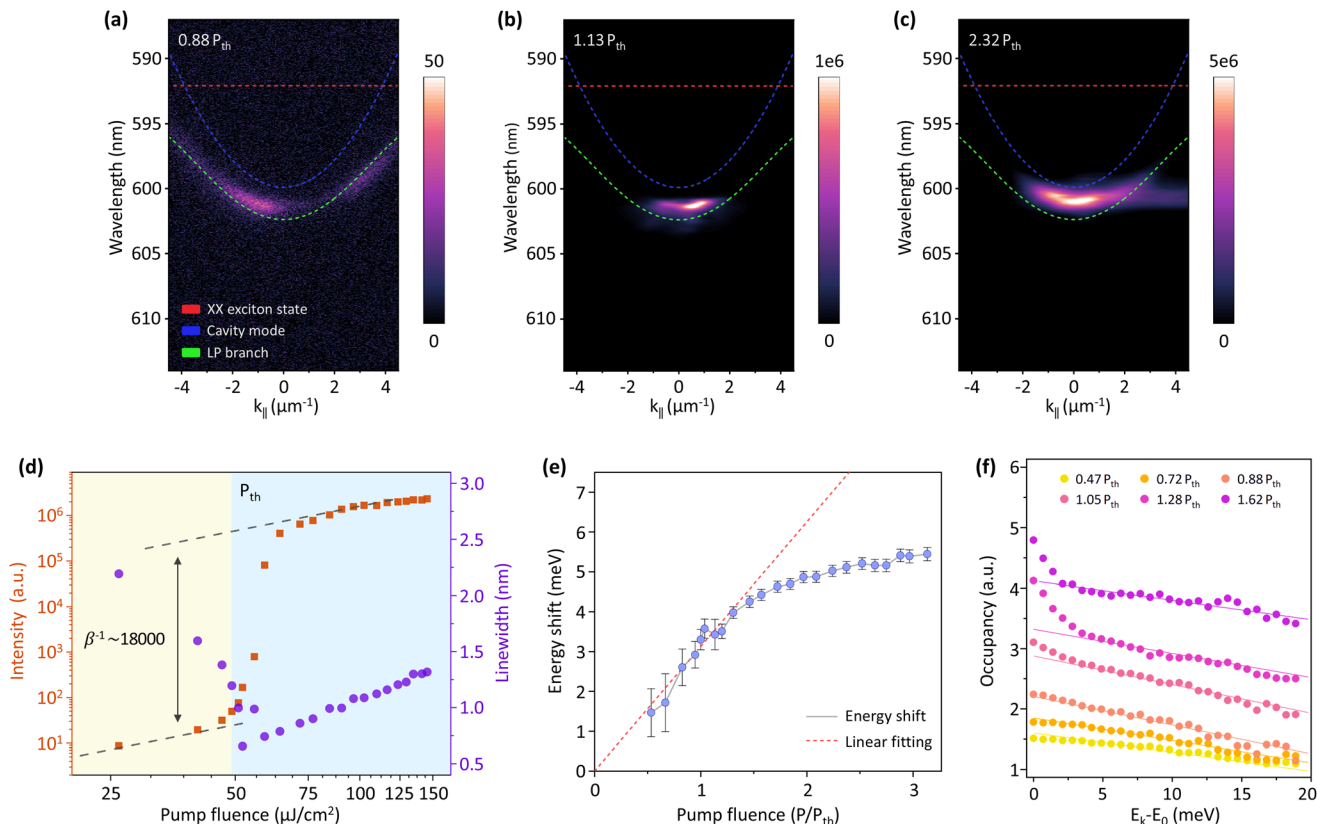 (a)
0.88 P_th
590
595
600
605
610
Wavelength (nm)
XX exciton state
Cavity mode
LP branch
-4 -2 0 2 4
k_|| (µm⁻¹)
50
0
(b)
1.13 P_th
590
595
600
605
610
Wavelength (nm)
-4 -2 0 2 4
k_|| (µm⁻¹)
1e6
0
(c)
2.32 P_th
590
595
600
605
610
Wavelength (nm)
-4 -2 0 2 4
k_|| (µm⁻¹)
5e6
0
(d)
P_th
10⁶
10⁵
10⁴
10³
10²
10¹
Intensity (a.u.)
β⁻¹~18000
3.0
2.5
2.0
1.5
1.0
0.5
Linewidth (nm)
25 50 75 100 125 150
Pump fluence (µJ/cm²)
(e)
7
6
5
4
3
2
1
0
Energy shift (meV)
Energy shift
Linear fitting
0 1 2 3
Pump fluence (P/P_th)
(f)
6
5
4
3
2
1
Occupancy (a.u.)
0.47 P_th 0.72 P_th 0.88 P_th
1.05 P_th 1.28 P_th 1.62 P_th
0 5 10 15 20
E_k-E_0 (meV)